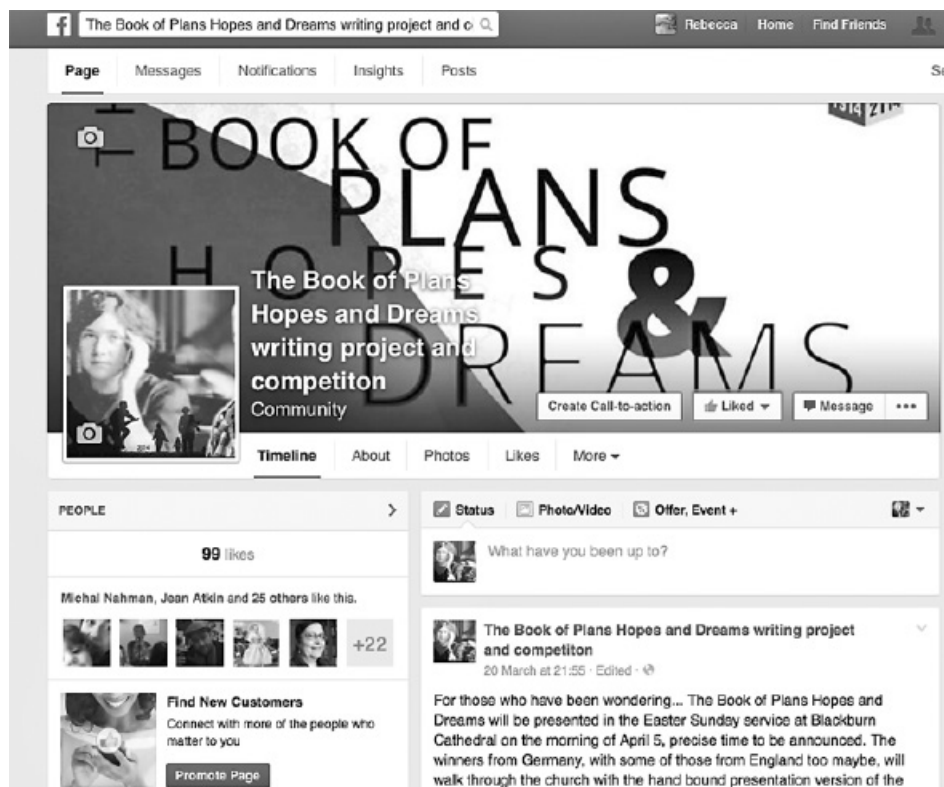 The Book of Plans Hopes and Dreams writing project and co
Rebecca Home Find Friends
Page Messages Notifications Insights Posts
BOOK OF
PLANS
HOPES &
DREAMS
The Book of Plans
Hopes and Dreams
writing project and
competiton
Community
Create Call-to-action Liked Message
Timeline About Photos Likes More
PEOPLE
99 likes
Michal Nahman, Jean Atkin and 25 others like this.
+22
Find New Customers
Connect with more of the people who
matter to you
Promote Page
Status Photo/Video Offer, Event +
What have you been up to?
The Book of Plans Hopes and Dreams writing project
and competiton
20 March at 21:55 · Edited ·
For those who have been wondering... The Book of Plans Hopes and
Dreams will be presented in the Easter Sunday service at Blackburn
Cathedral on the morning of April 5, precise time to be announced. The
winners from Germany, with some of those from England too maybe, will
walk through the church with the hand bound presentation version of the